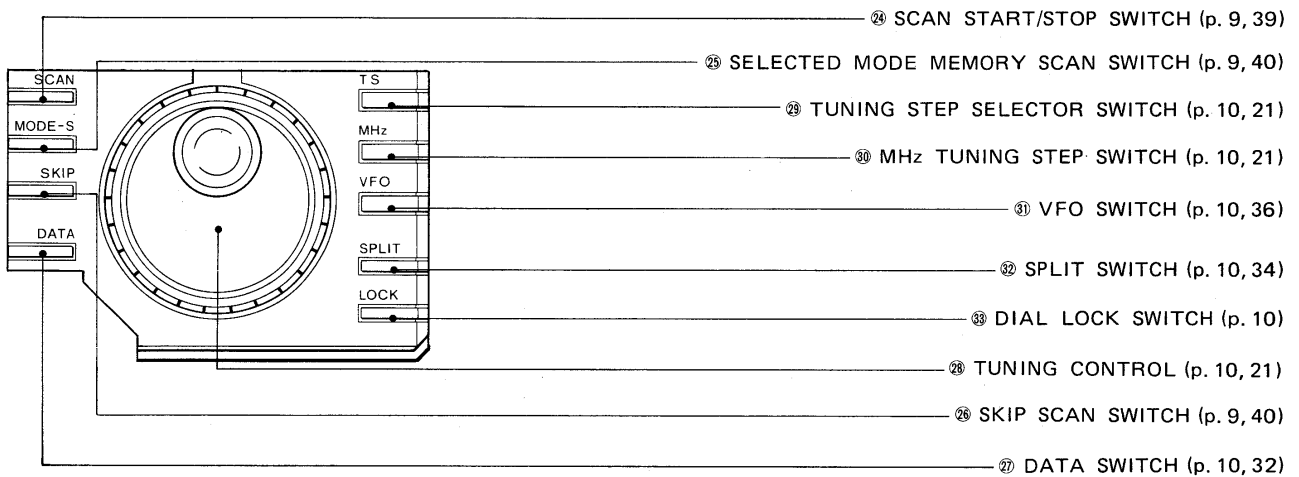 ㉔ SCAN START/STOP SWITCH (p. 9, 39)
㉕ SELECTED MODE MEMORY SCAN SWITCH (p. 9, 40)
㉙ TUNING STEP SELECTOR SWITCH (p. 10, 21)
㉚ MHz TUNING STEP SWITCH (p. 10, 21)
㉛ VFO SWITCH (p. 10, 36)
㉜ SPLIT SWITCH (p. 10, 34)
㉝ DIAL LOCK SWITCH (p. 10)
㉘ TUNING CONTROL (p. 10, 21)
㉖ SKIP SCAN SWITCH (p. 9, 40)
㉗ DATA SWITCH (p. 10, 32)
SCAN
MODE-S
SKIP
DATA
TS
MHz
VFO
SPLIT
LOCK